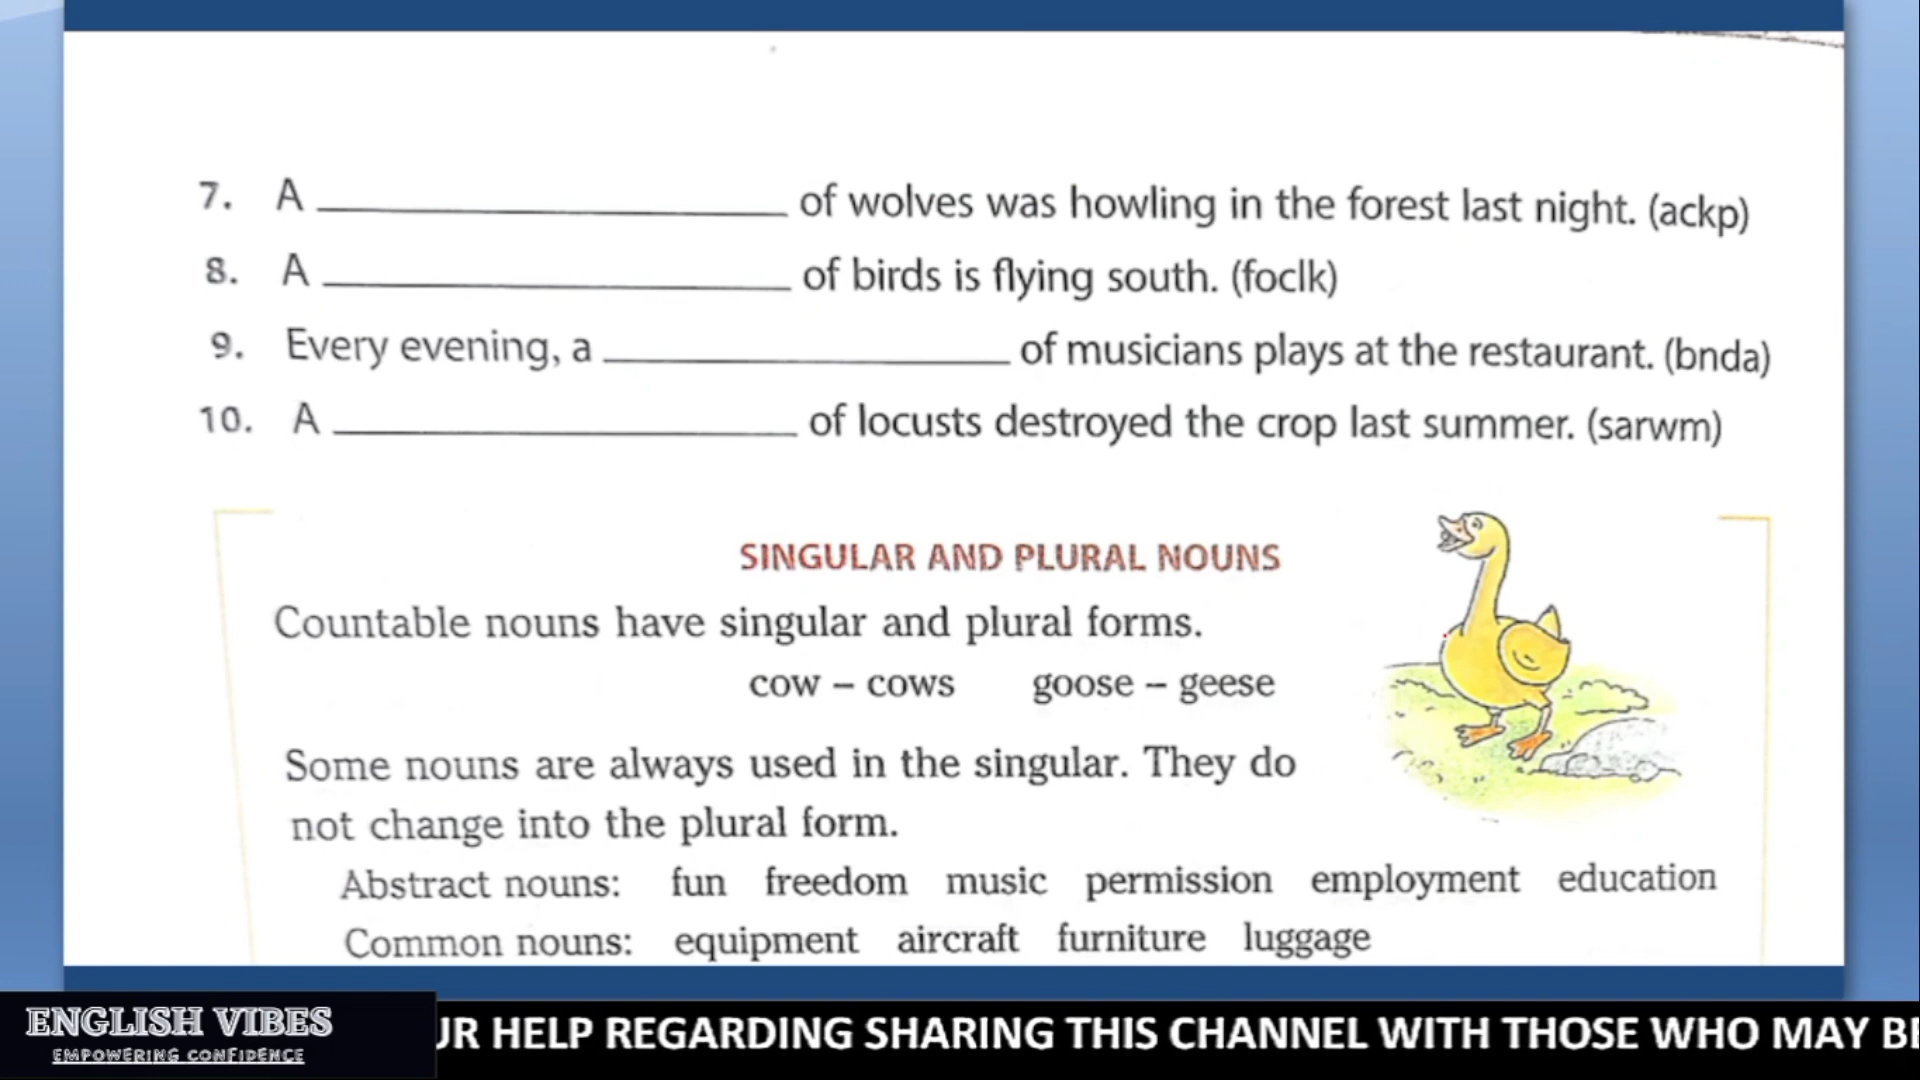 7. A ____________ of wolves was howling in the forest last night. (ackp)
8. A ____________ of birds is flying south. (foclk)
9. Every evening, a ____________ of musicians plays at the restaurant. (bnda)
10. A ____________ of locusts destroyed the crop last summer. (sarwm)
SINGULAR AND PLURAL NOUNS
Countable nouns have singular and plural forms.
cow – cows goose – geese
Some nouns are always used in the singular. They do
not change into the plural form.
Abstract nouns: fun freedom music permission employment education
Common nouns: equipment aircraft furniture luggage
ENGLISH VIBES
EMPOWERING CONFIDENCE
UR HELP REGARDING SHARING THIS CHANNEL WITH THOSE WHO MAY BE